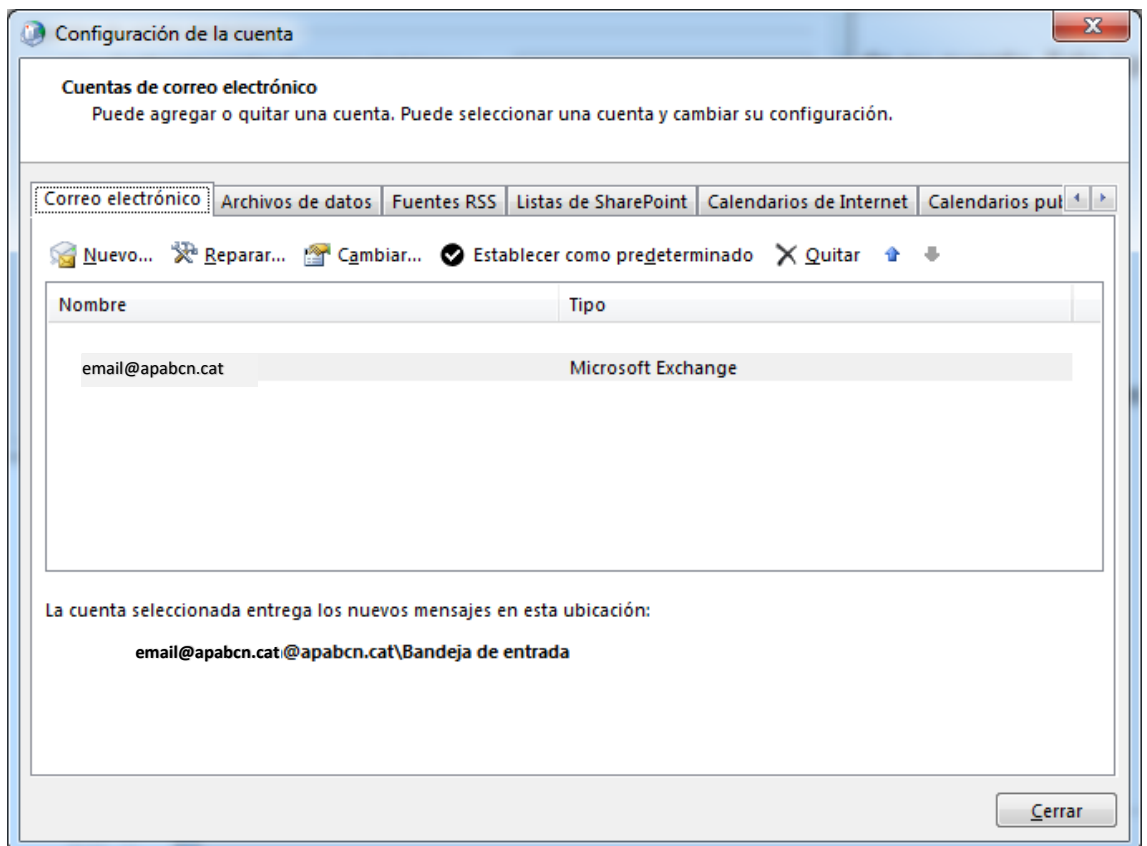 Configuración de la cuenta
Cuentas de correo electrónico
Puede agregar o quitar una cuenta. Puede seleccionar una cuenta y cambiar su configuración.
Correo electrónico Archivos de datos Fuentes RSS Listas de SharePoint Calendarios de Internet Calendarios pub
Nuevo... Reparar... Cambiar... Establecer como predeterminado Quitar
Nombre Tipo
email@apabcn.cat Microsoft Exchange
La cuenta seleccionada entrega los nuevos mensajes en esta ubicación:
email@apabcn.cat @apabcn.cat\Bandeja de entrada
Cerrar